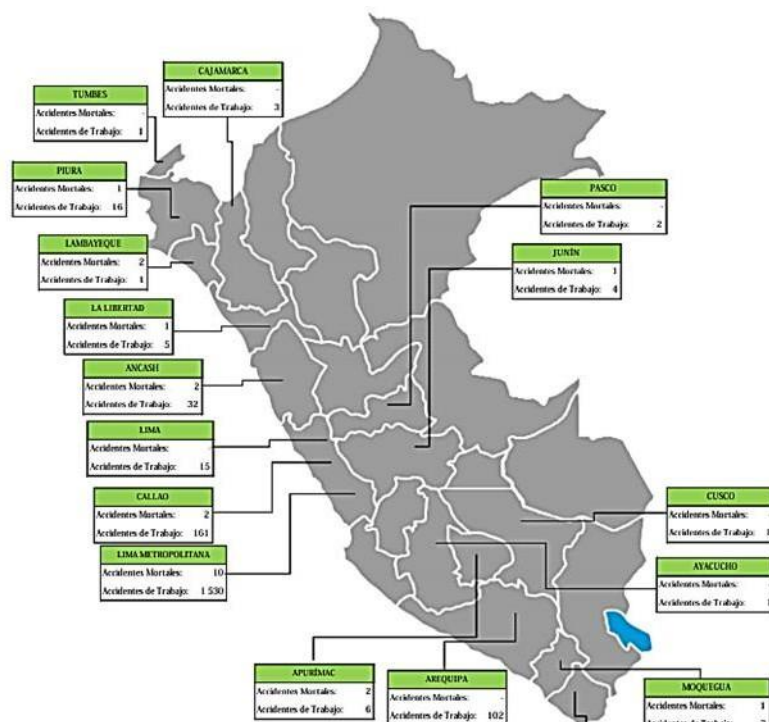 CAJAMARCA
Accidentes Mortales: -
Accidentes de Trabajo: 3
TUMBES
Accidentes Mortales: -
Accidentes de Trabajo: 1
PIURA
Accidentes Mortales: 1
Accidentes de Trabajo: 16
PASCO
Accidentes Mortales: -
Accidentes de Trabajo: 2
LAMBAYEQUE
Accidentes Mortales: 2
Accidentes de Trabajo: 1
JUNÍN
Accidentes Mortales: 1
Accidentes de Trabajo: 4
LA LIBERTAD
Accidentes Mortales: 1
Accidentes de Trabajo: 5
ANCASH
Accidentes Mortales: 2
Accidentes de Trabajo: 32
LIMA
Accidentes Mortales:
Accidentes de Trabajo: 15
CALLAO
Accidentes Mortales: 2
Accidentes de Trabajo: 161
CUSCO
Accidentes Mortales:
Accidentes de Trabajo:
LIMA METROPOLITANA
Accidentes Mortales: 10
Accidentes de Trabajo: 1 530
AYACUCHO
Accidentes Mortales:
Accidentes de Trabajo:
APURÍMAC
Accidentes Mortales: 2
Accidentes de Trabajo: 6
AREQUIPA
Accidentes Mortales: -
Accidentes de Trabajo: 102
MOQUEGUA
Accidentes Mortales: 1
Accidentes de Trabajo: